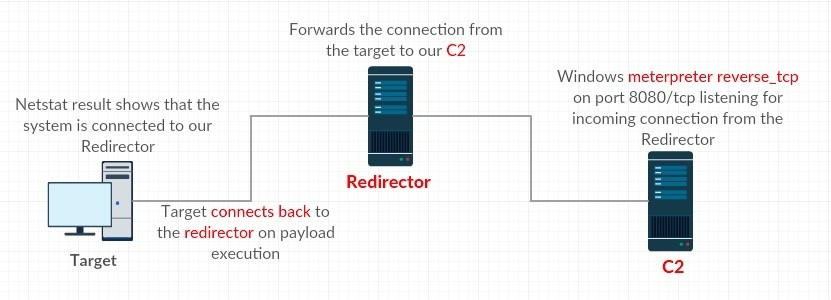 Forwards the connection from
the target to our C2
Windows meterpreter reverse_tcp
on port 8080/tcp listening for
incoming connection from the
Redirector
Netstat result shows that the
system is connected to our
Redirector
Redirector
Target connects back to
the redirector on payload
execution
Target
C2